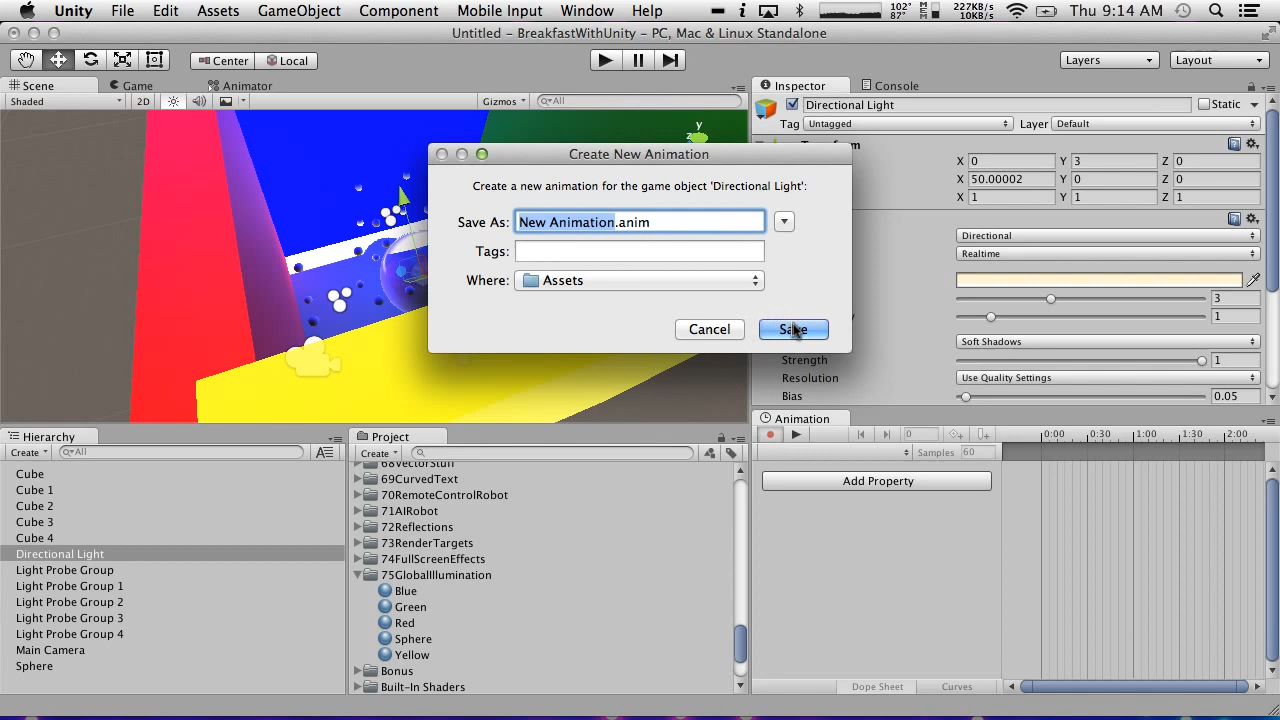 Unity File Edit Assets GameObject Component Mobile Input Window Help 102° 87° 227KB/s 10KB/s Thu 9:14 AM
Untitled - BreakfastWithUnity - PC, Mac & Linux Standalone
Center Local Layers Layout
Scene Game Animator Inspector Console
Shaded 2D Gizmos All
Directional Light Static
Tag Untagged Layer Default
X 0 Y 3 Z 0
X 50.00002 Y 0 Z 0
X 1 Y 1 Z 1
y
Create New Animation
Create a new animation for the game object 'Directional Light':
Save As: New Animation.anim
Tags:
Where: Assets
Cancel Save
Directional
Realtime
3
1
Soft Shadows
Strength 1
Resolution Use Quality Settings
Bias 0.05
Hierarchy
Create All
Cube
Cube 1
Cube 2
Cube 3
Cube 4
Directional Light
Light Probe Group
Light Probe Group 1
Light Probe Group 2
Light Probe Group 3
Light Probe Group 4
Main Camera
Sphere
Project
Create
68VectorStuff
69CurvedText
70RemoteControlRobot
71AIRobot
72Reflections
73RenderTargets
74FullScreenEffects
75GlobalIllumination
Blue
Green
Red
Sphere
Yellow
Bonus
Built-In Shaders
Animation
0 0:00 0:30 1:00 1:30 2:00
Samples 60
Add Property
Dope Sheet Curves